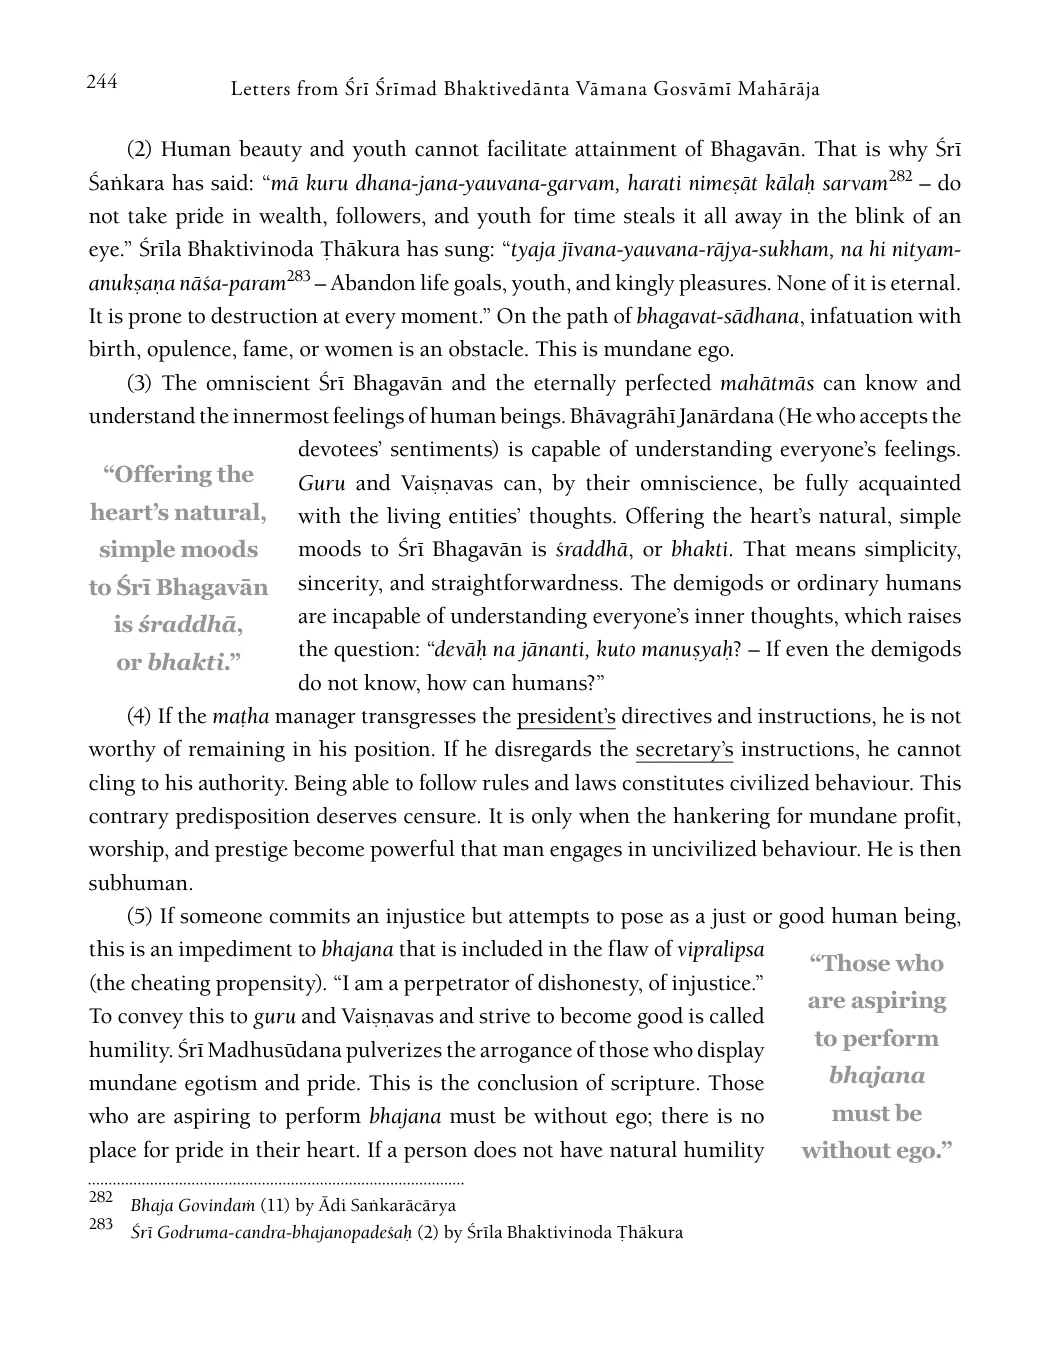 244
Letters from Śrī Śrīmad Bhaktivedānta Vāmana Gosvāmī Mahārāja
(2) Human beauty and youth cannot facilitate attainment of Bhagavān. That is why Śrī
Śaṅkara has said: “mā kuru dhana-jana-yauvana-garvam, harati nimeṣāt kālaḥ sarvam282 – do
not take pride in wealth, followers, and youth for time steals it all away in the blink of an
eye.” Śrīla Bhaktivinoda Ṭhākura has sung: “tyaja jīvana-yauvana-rājya-sukham, na hi nityam-
anukṣaṇa nāśa-param283 – Abandon life goals, youth, and kingly pleasures. None of it is eternal.
It is prone to destruction at every moment.” On the path of bhagavat-sādhana, infatuation with
birth, opulence, fame, or women is an obstacle. This is mundane ego.
(3) The omniscient Śrī Bhagavān and the eternally perfected mahātmās can know and
understand the innermost feelings of human beings. Bhāvagrāhī Janārdana (He who accepts the
devotees’ sentiments) is capable of understanding everyone’s feelings.
Guru and Vaiṣṇavas can, by their omniscience, be fully acquainted
with the living entities’ thoughts. Offering the heart’s natural, simple
moods to Śrī Bhagavān is śraddhā, or bhakti. That means simplicity,
sincerity, and straightforwardness. The demigods or ordinary humans
are incapable of understanding everyone’s inner thoughts, which raises
the question: “devāḥ na jānanti, kuto manuṣyaḥ? – If even the demigods
do not know, how can humans?”
“Offering the
heart’s natural,
simple moods
to Śrī Bhagavān
is śraddhā,
or bhakti.”
(4) If the maṭha manager transgresses the president’s directives and instructions, he is not
worthy of remaining in his position. If he disregards the secretary’s instructions, he cannot
cling to his authority. Being able to follow rules and laws constitutes civilized behaviour. This
contrary predisposition deserves censure. It is only when the hankering for mundane profit,
worship, and prestige become powerful that man engages in uncivilized behaviour. He is then
subhuman.
(5) If someone commits an injustice but attempts to pose as a just or good human being,
this is an impediment to bhajana that is included in the flaw of vipralipsa
(the cheating propensity). “I am a perpetrator of dishonesty, of injustice.”
To convey this to guru and Vaiṣṇavas and strive to become good is called
humility. Śrī Madhusūdana pulverizes the arrogance of those who display
mundane egotism and pride. This is the conclusion of scripture. Those
who are aspiring to perform bhajana must be without ego; there is no
place for pride in their heart. If a person does not have natural humility
“Those who
are aspiring
to perform
bhajana
must be
without ego.”
282 Bhaja Govindaṁ (11) by Ādi Saṅkarācārya
283 Śrī Godruma-candra-bhajanopadeśaḥ (2) by Śrīla Bhaktivinoda Ṭhākura